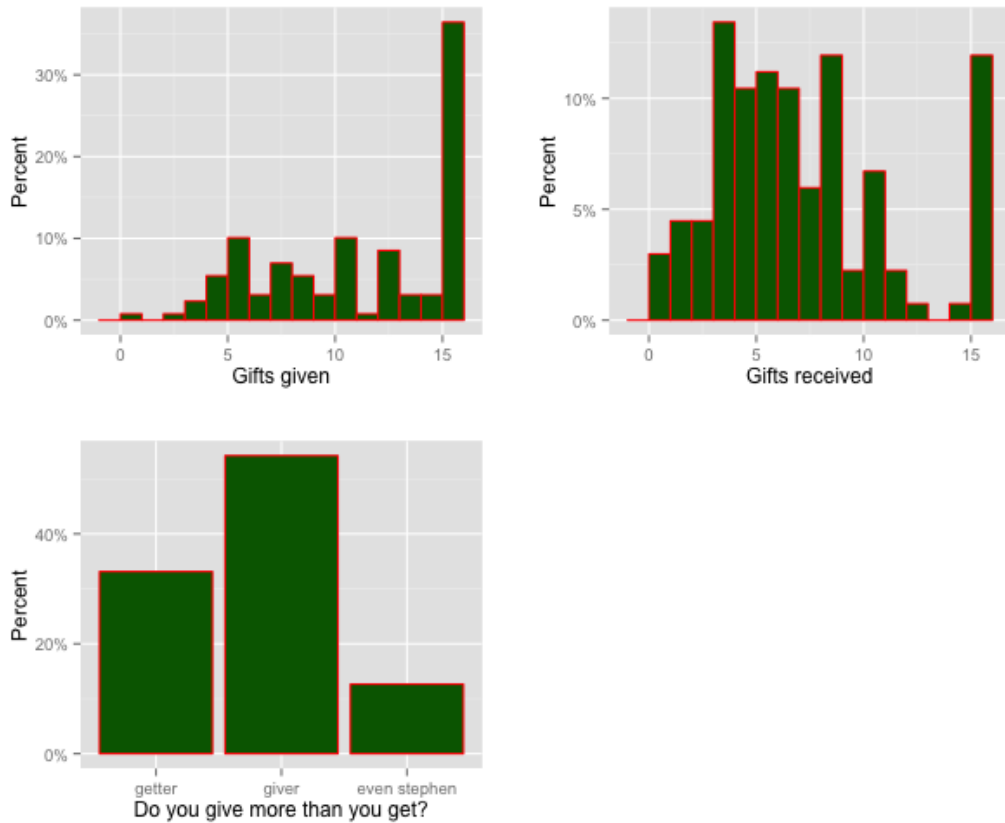 Percent
30%
20%
10%
0%
0 5 10 15
Gifts given
Percent
10%
5%
0%
0 5 10 15
Gifts received
Percent
40%
20%
0%
getter giver even stephen
Do you give more than you get?